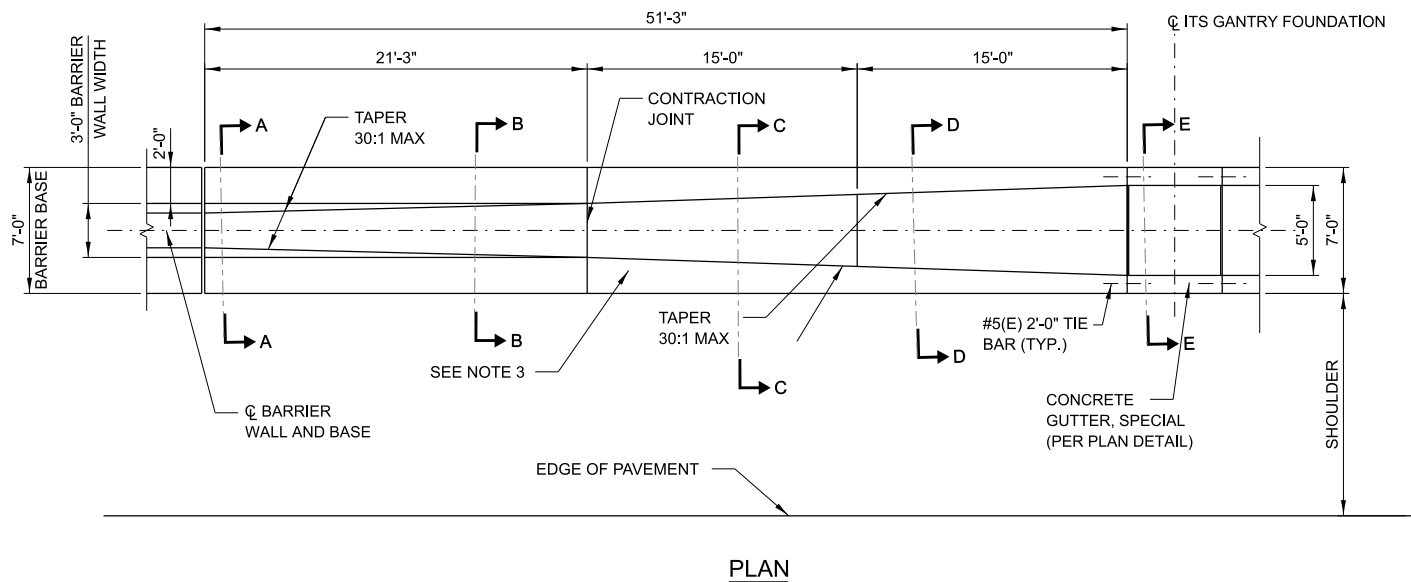 51'-3"
℄ ITS GANTRY FOUNDATION
21'-3"
15'-0"
15'-0"
3'-0" BARRIER
WALL WIDTH
2'-0"
A
TAPER
30:1 MAX
B
CONTRACTION
JOINT
C
D
E
7'-0"
BARRIER BASE
5'-0"
7'-0"
A
B
SEE NOTE 3
TAPER
30:1 MAX
C
D
#5(E) 2'-0" TIE
BAR (TYP.)
E
℄ BARRIER
WALL AND BASE
CONCRETE
GUTTER, SPECIAL
(PER PLAN DETAIL)
SHOULDER
EDGE OF PAVEMENT
PLAN